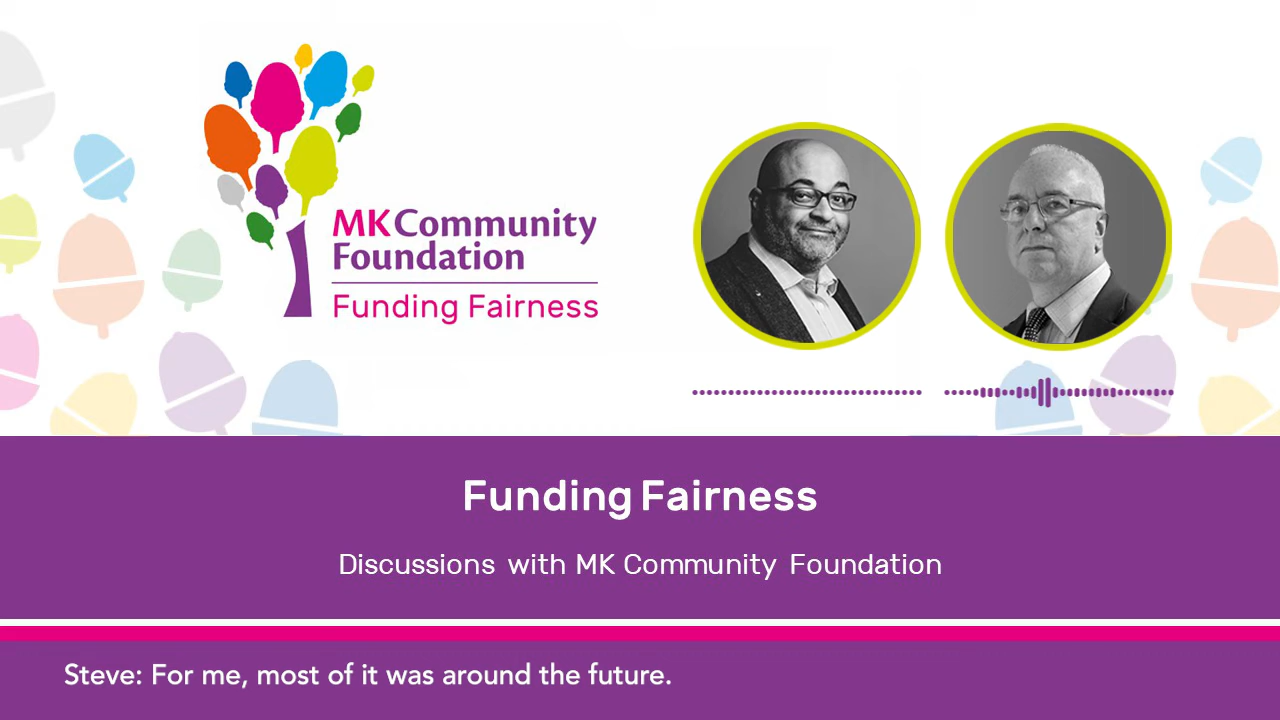 MK Community
Foundation
Funding Fairness
Funding Fairness
Discussions with MK Community Foundation
Steve: For me, most of it was around the future.